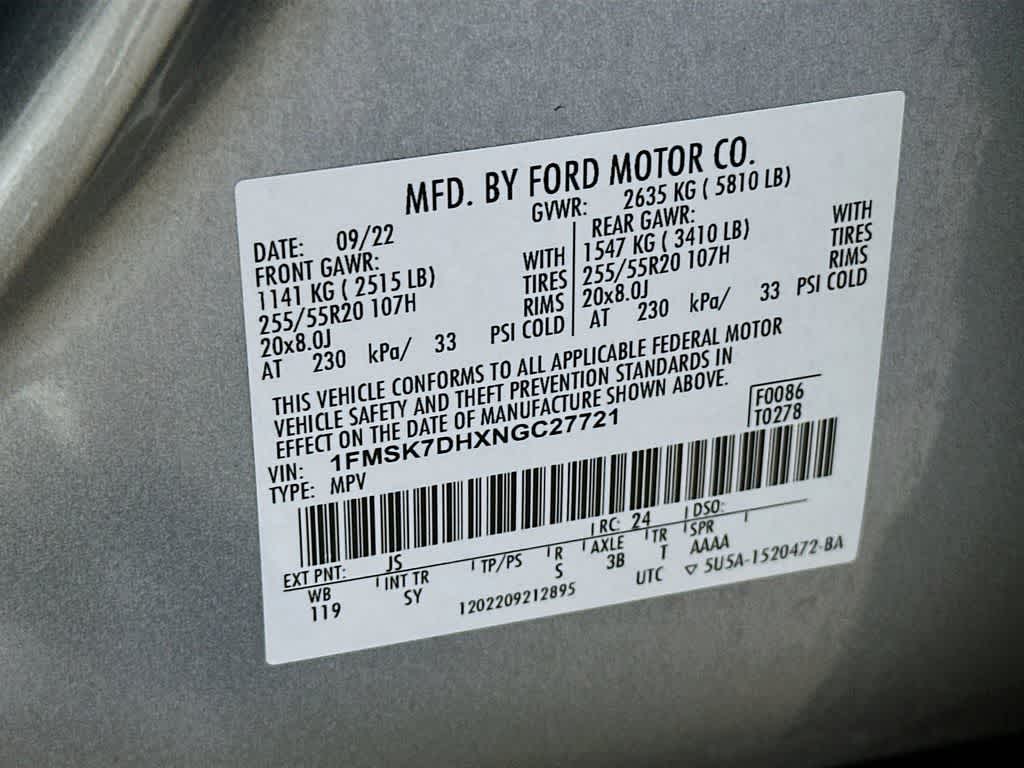 MFD. BY FORD MOTOR CO.
DATE: 09/22 GVWR: 2635 KG ( 5810 LB)
FRONT GAWR: REAR GAWR:
1141 KG ( 2515 LB) WITH 1547 KG ( 3410 LB) WITH
255/55R20 107H TIRES 255/55R20 107H TIRES
20x8.0J RIMS 20x8.0J RIMS
AT 230 kPa/ 33 PSI COLD AT 230 kPa/ 33 PSI COLD
THIS VEHICLE CONFORMS TO ALL APPLICABLE FEDERAL MOTOR
VEHICLE SAFETY AND THEFT PREVENTION STANDARDS IN
EFFECT ON THE DATE OF MANUFACTURE SHOWN ABOVE.
F0086
VIN: 1FMSK7DHXNGC27721 T0278
TYPE: MPV
EXT PNT: JS RC: 24 DSO:
WB INT TR TP/PS R AXLE TR SPR
119 SY S 3B T AAAA
1202209212895 UTC ▽ 5U5A-1520472-BA